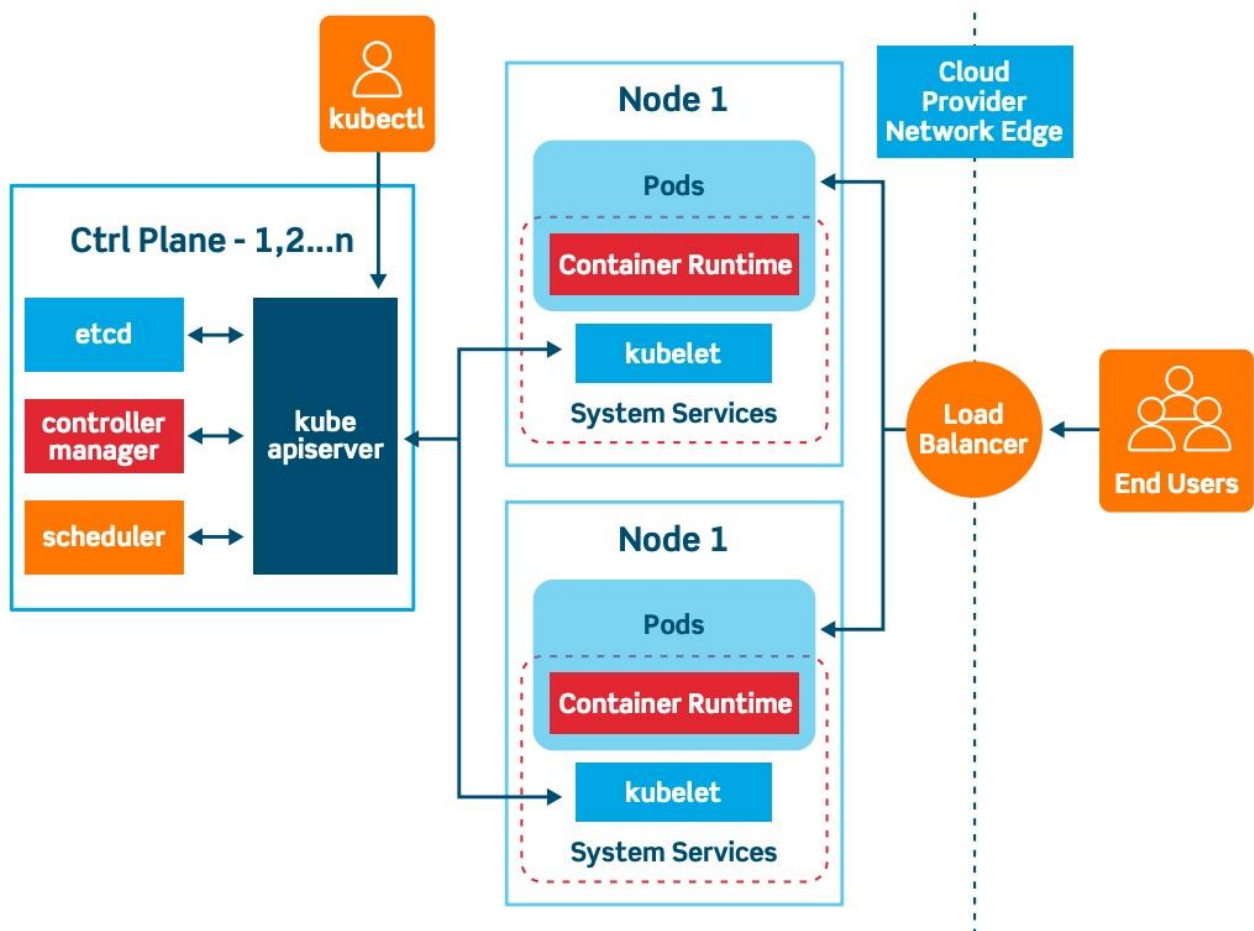 kubectl
Ctrl Plane - 1,2...n
etcd
controller
manager
scheduler
kube
apiserver
Node 1
Pods
Container Runtime
kubelet
System Services
Node 1
Pods
Container Runtime
kubelet
System Services
Cloud
Provider
Network Edge
Load
Balancer
End Users